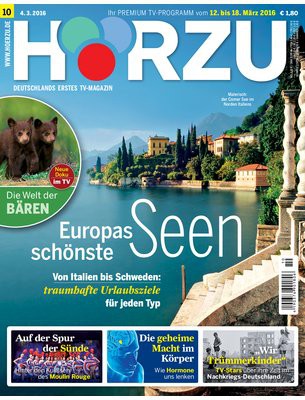 10
4.3.2016
Ihr PREMIUM TV-PROGRAMM vom 12. bis 18. März 2016
€ 1,80
WWW.HOERZU.DE
HÖRZU
DEUTSCHLANDS ERSTES TV-MAGAZIN
Malerisch:
der Comer See im
Norden Italiens
Neue
Doku
im TV
Die Welt der
BÄREN
Europas
schönste
Seen
Von Italien bis Schweden:
traumhafte Urlaubsziele
für jeden Typ
Auf der Spur
der Sünde
Hinter den Kulissen
des Moulin Rouge
Die geheime
Macht im
Körper
Wie Hormone
uns lenken
Wir
„Trümmerkinder“
TV-Stars über ihre Zeit im
Nachkriegs-Deutschland